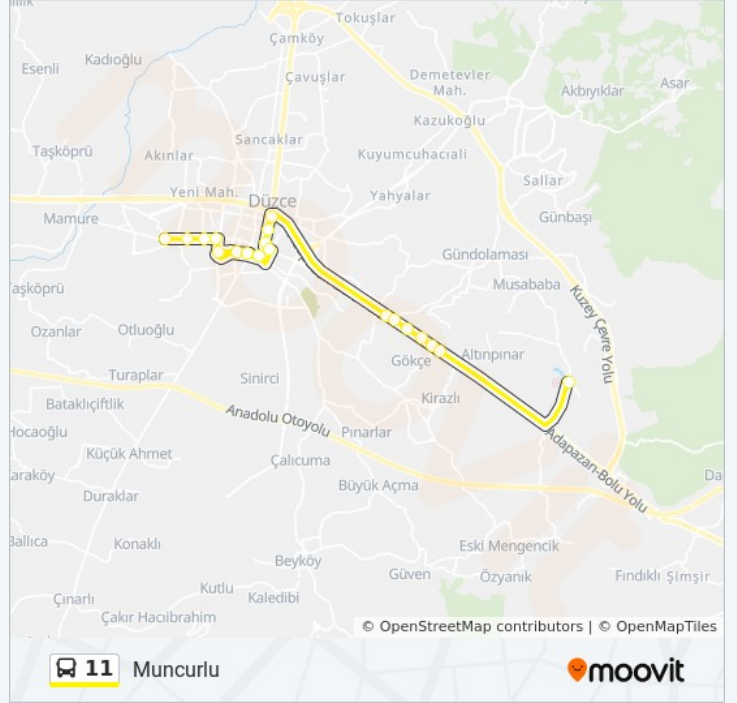 Tokuşlar
Çamköy
Kadıoğlu
Esenli
Çavuşlar
Demetevler
Mah.
Asar
Akbıyıklar
Kazukoğlu
Sancaklar
Taşköprü
Akınlar
Kuyumcuhacıali
Sallar
Yeni Mah.
Düzce
Yahyalar
Mamure
Günbaşı
Gündolaması
Musababa
aşköprü
Kuzey Çevre Yolu
Ozanlar
Otluoğlu
Gökçe
Altınpınar
Turaplar
Sinirci
Kirazlı
Bataklıçiftlik
Anadolu Otoyolu
Hocaoğlu
Pınarlar
Adapazarı-Bolu Yolu
Küçük Ahmet
Çalıcuma
araköy
Da
Büyük Açma
Duraklar
Ballıca
Konaklı
Eski Mengencik
Beyköy
Güven
Özyanık
Fındıklı
Şimşir
Kutlu
Kaledibi
Çınarlı
Çakır Hacıibrahim
© OpenStreetMap contributors | © OpenMapTiles
11 Muncurlu
moovit